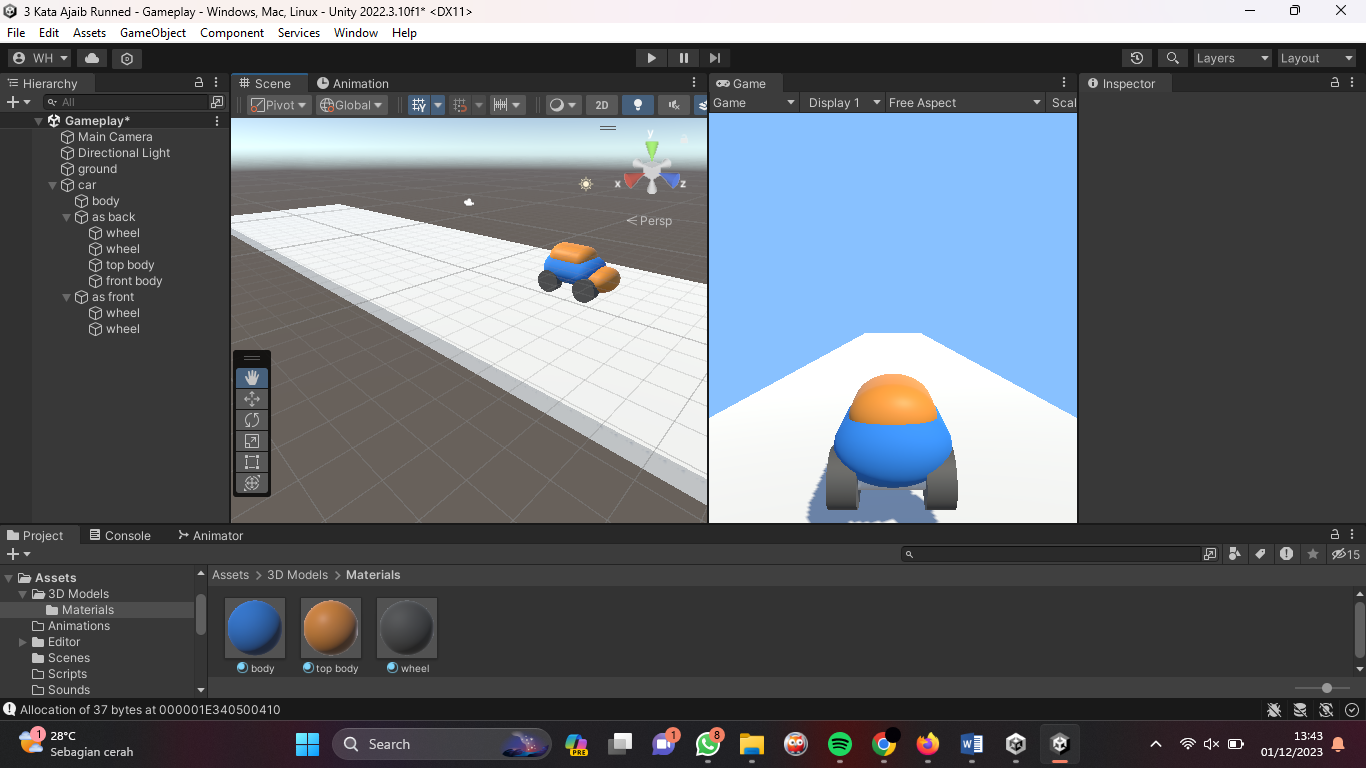 3 Kata Ajaib Runned - Gameplay - Windows, Mac, Linux - Unity 2022.3.10f1* <DX11>
File Edit Assets GameObject Component Services Window Help
WH Layers Layout
Hierarchy
All
Gameplay*
Main Camera
Directional Light
ground
car
body
as back
wheel
wheel
top body
front body
as front
wheel
wheel
Scene Animation
Pivot Global 2D
y
x z
Persp
Game
Game Display 1 Free Aspect Scal
Inspector
Project Console Animator
15
Assets
3D Models
Materials
Animations
Editor
Scenes
Scripts
Sounds
Assets > 3D Models > Materials
body top body wheel
Allocation of 37 bytes at 000001E340500410
1 28°C
Sebagian cerah
Search
PRE
1
8
13:43
01/12/2023